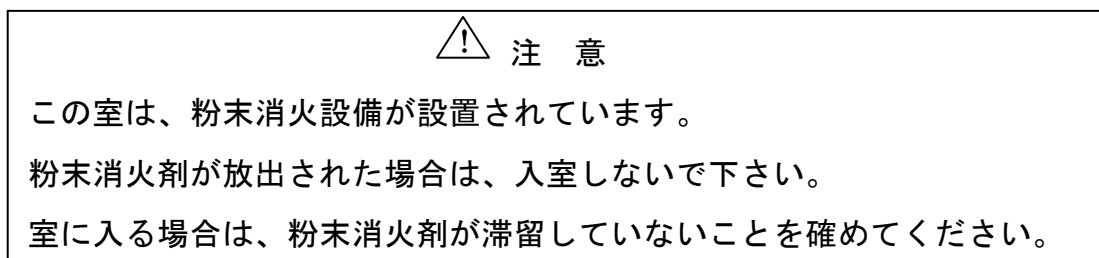 注 意
この室は、粉末消火設備が設置されています。
粉末消火剤が放出された場合は、入室しないで下さい。
室に入る場合は、粉末消火剤が滞留していないことを確めてください。